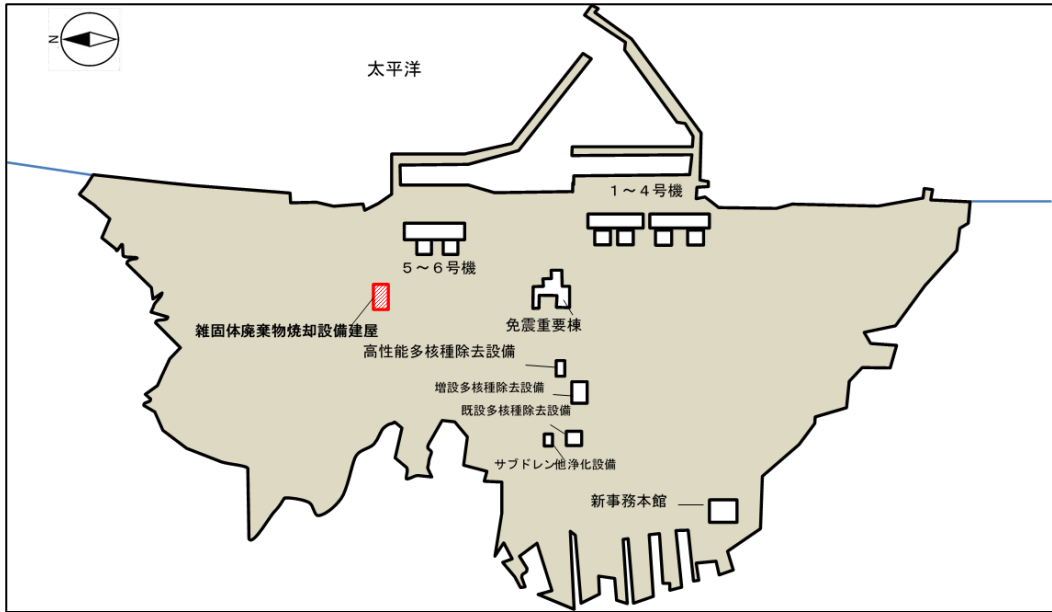 N
太平洋
1~4号機
5~6号機
雑固体廃棄物焼却設備建屋
免震重要棟
高性能多核種除去設備
増設多核種除去設備
既設多核種除去設備
サブドレン他浄化設備
新事務本館